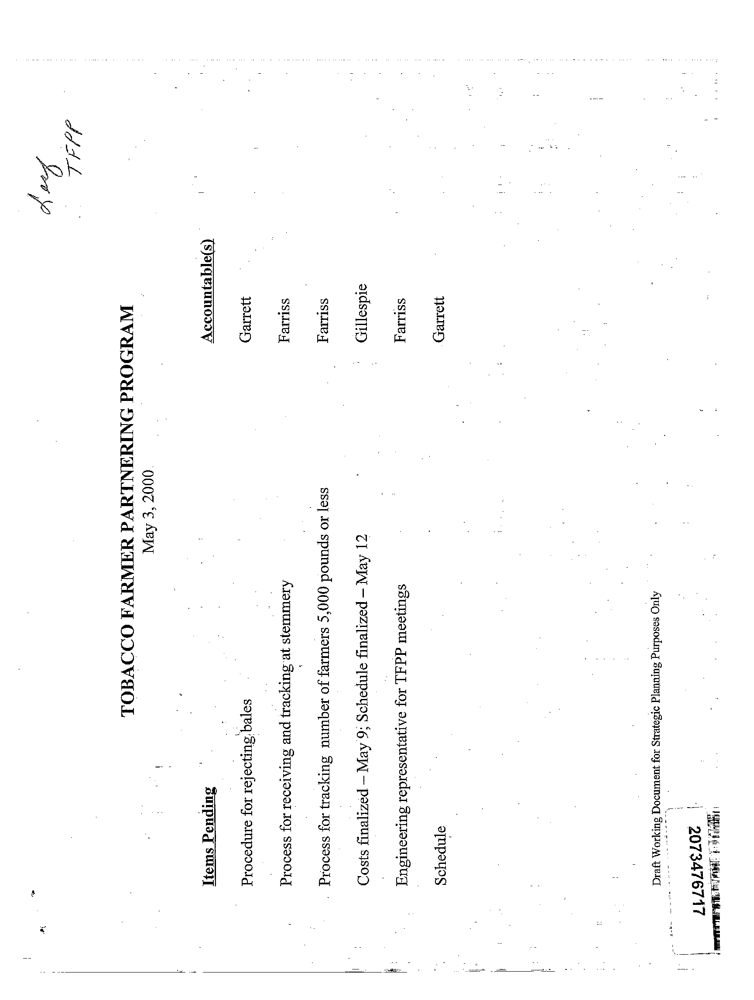 Leaf
TFPP
TOBACCO FARMER PARTNERING PROGRAM
May 3, 2000
Items Pending Accountable(s)
Procedure for rejecting bales Garrett
Process for receiving and tracking at stemmery Farriss
Process for tracking number of farmers 5,000 pounds or less Farriss
Costs finalized – May 9; Schedule finalized – May 12 Gillespie
Engineering representative for TFPP meetings Farriss
Schedule Garrett
Draft Working Document for Strategic Planning Purposes Only
2073476717